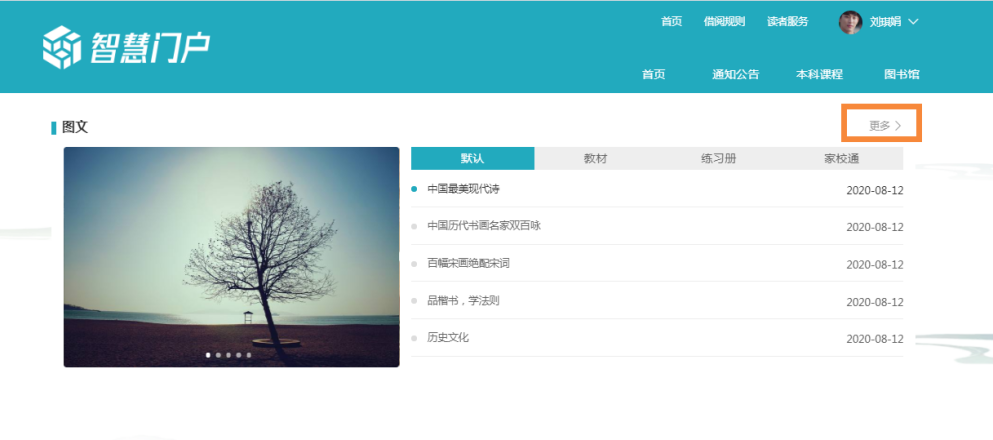 首页 借阅规则 读者服务 刘琪娟
智慧门户
首页 通知公告 本科课程 图书馆
图文 更多
默认 教材 练习册 家校通
中国最美现代诗 2020-08-12
中国历代书画名家双百咏 2020-08-12
百幅宋画绝配宋词 2020-08-12
品楷书，学法则 2020-08-12
历史文化 2020-08-12